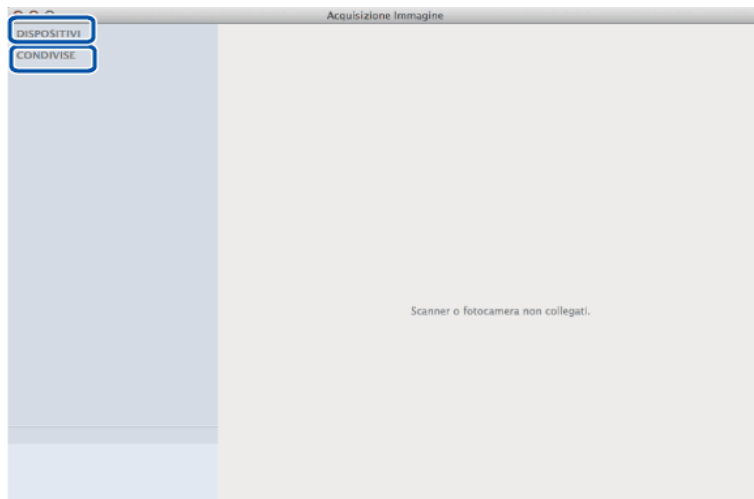 Acquisizione Immagine
DISPOSITIVI
CONDIVISE
Scanner o fotocamera non collegati.